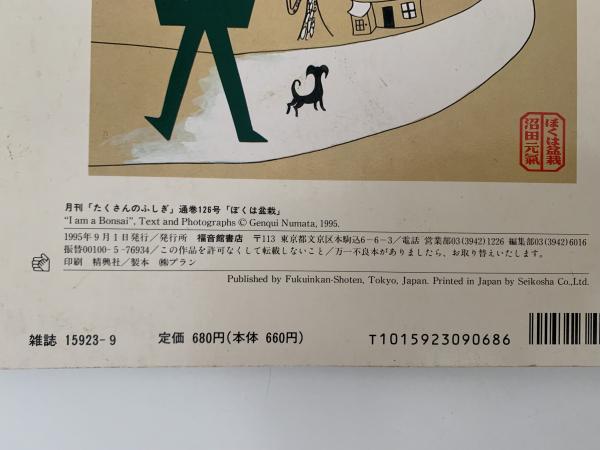 ぼくは盆栽
沼田元氣
月刊「たくさんのふしぎ」通巻126号「ぼくは盆栽」
"I am a Bonsai", Text and Photographs © Genqui Numata, 1995.
1995年9月1日発行/発行所 福音館書店 〒113 東京都文京区本駒込6-6-3/電話 営業部03(3942)1226 編集部03(3942)6016
振替00100-5-76934/この作品を許可なくして転載しないこと/万一不良本がありましたら、お取り替えいたします。
印刷 精興社/製本 ㈱プラン
Published by Fukuinkan-Shoten, Tokyo, Japan. Printed in Japan by Seikosha Co.,Ltd.
雑誌 15923-9 定価 680円(本体 660円) T1015923090686